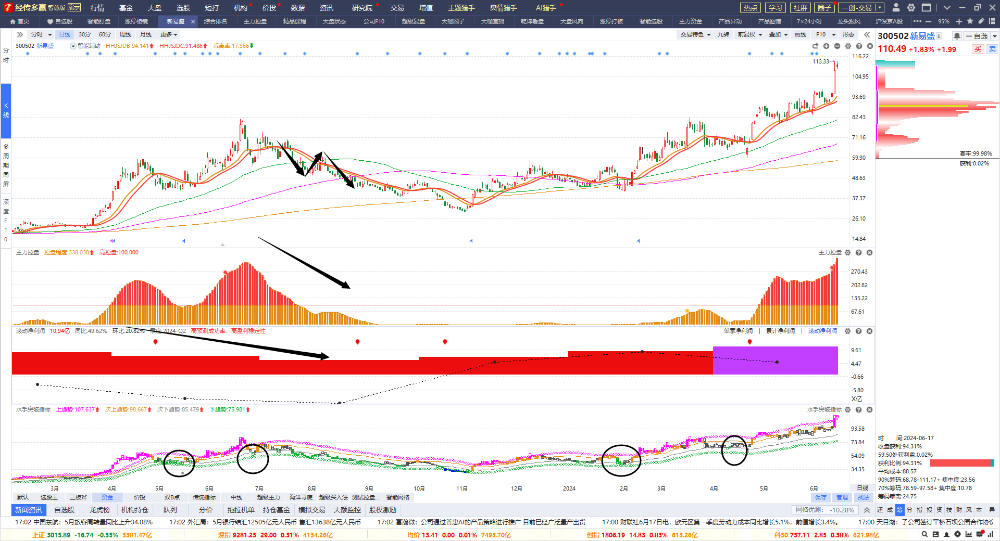 经传多赢 智尊版 演示 行情 基金 大盘 选股 短打 机构 价投 数据 资讯 研究院 交易 增值 主题猎手 舆情猎手 AI猎手 热点 学习 社群 圈子 一创-交易
首页 自选股 智能盯盘 涨停棱镜 新易盛 综合排名 主力控盘 精品课程 大盘状态 公司F10 超级复盘 大咖圈子 大咖直播 乾坤看盘 大盘风向 涨停打板 智能选股 主力资金 产品异动 产品图谱 7×24小时 龙头跟风 沪深京A股 95%
分时 日线 30分 60分 周线 月线 更多 交易特色 九转 前复权 叠加 画线 F10 形态
300502 新易盛 自选
110.49 +1.83% +1.99 买 卖
300502 新易盛 智能辅助 HHJSJDB:94.141 HHJSJDC:91.486 乖离率:17.366
分时
K线
多周期同屏
深度F10
113.33
116.22
104.95
93.69
82.43
71.16
59.90
48.63
37.37
26.10
14.84
套牢:99.98%
获利:0.02%
主力控盘 控盘程度:338.038 高控盘:100.000 主力控盘
270.43
202.82
135.22
67.61
滚动净利润 10.94亿 同比:49.62% 环比:20.82% 季度:2024-Q2 高预测成功率，高盈利稳定性 单季净利润 | 累计净利润 | 滚动净利润
9.61
4.47
-0.66
-5.80
X亿
水手突破指标 上趋势:107.637 次上趋势:98.667 次下趋势:85.479 下趋势:75.981 水手突破指标
93.58
73.84
54.09
34.35
3月 4月 5月 6月 7月 8月 9月 10月 11月 12月 2024 2月 3月 4月 5月 6月 日线
时 间:2024-06-17
收盘获利:94.31%
59.50处获利盘:0.02%
获利比例:94.31%
平均成本:88.57
90%筹码:68.78-111.17+ 集中度:23.56
70%筹码:78.59-97.58+ 集中度:10.78
筹码乖离:24.75
默认 选股王 三板斧 资金 价投 双B点 传统指标 中线 超级主力 海洋寻底 超级买入法 测试控盘... 智能网格 保存 管理 战法
新闻资讯 自选股 龙虎榜 机构持仓 队列 分价 拖拉机单 持仓基金 模拟交易 大额监控 股权激励 网格优测: -10.28% 还 成 筹 分 指 报 资 技 财 风 本 异
17:02 中国东航：5月旅客周转量同比上升34.08% 17:02 外汇局：5月银行结汇12505亿元人民币 售汇13638亿元人民币 17:02 富瀚微：公司通过普惠AI的产品策略进行推广 目前已经广泛量产出货 17:00 财联社6月17日电，欧元区第一季度劳动力成本同比增长5.1%，前值增长3.4%。 17:00 天目湖：子公司签订平桥石坝公园合作协议
上证 3015.89 -16.74 -0.55% 3381.47亿 深指 9281.25 29.00 0.31% 4134.26亿 均价 13.41 0.00 0.01% 7493.70亿 创指 1806.19 14.83 0.83% 613.26亿 科50 757.11 2.85 0.38% 621.98亿